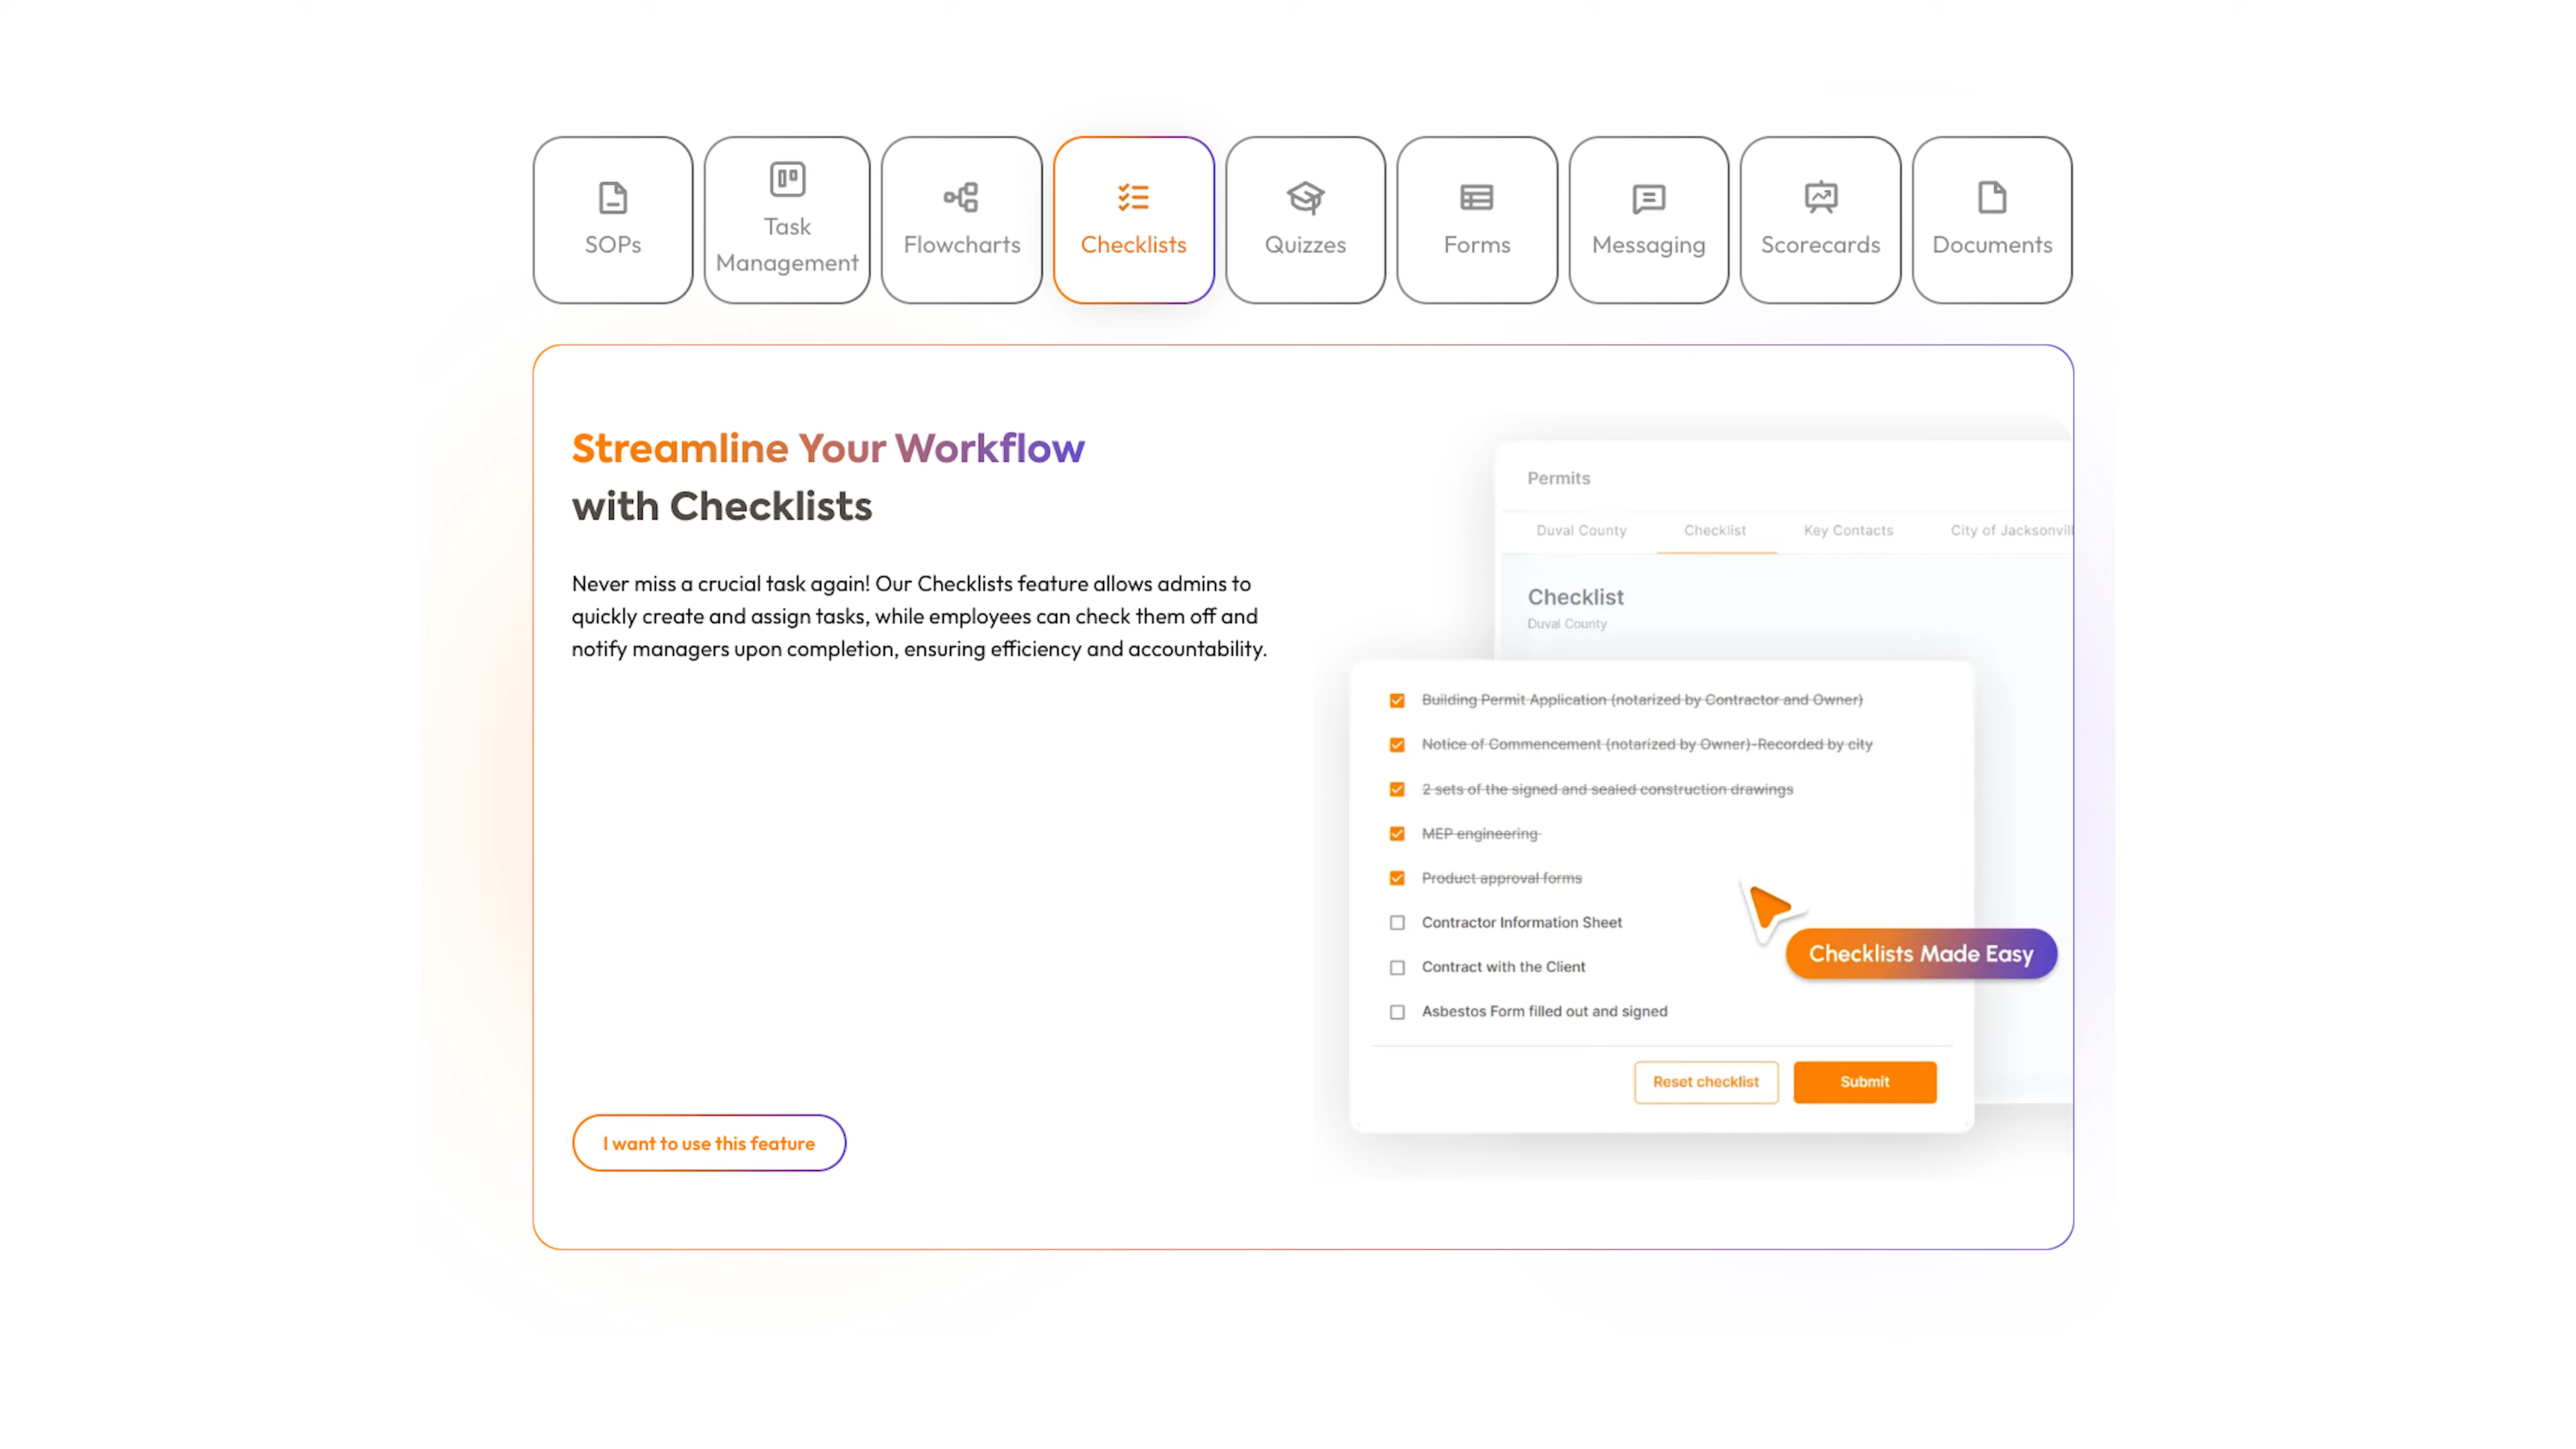 SOPs
Task
Management
Flowcharts
Checklists
Quizzes
Forms
Messaging
Scorecards
Documents
Streamline Your Workflow
with Checklists
Never miss a crucial task again! Our Checklists feature allows admins to
quickly create and assign tasks, while employees can check them off and
notify managers upon completion, ensuring efficiency and accountability.
I want to use this feature
Permits
Duval County
Checklist
Key Contacts
City of Jacksonvill
Checklist
Duval County
Building Permit Application (notarized by Contractor and Owner)
Notice of Commencement (notarized by Owner)-Recorded by city
2 sets of the signed and sealed construction drawings
MEP engineering
Product approval forms
Contractor Information Sheet
Contract with the Client
Asbestos Form filled out and signed
Checklists Made Easy
Reset checklist
Submit